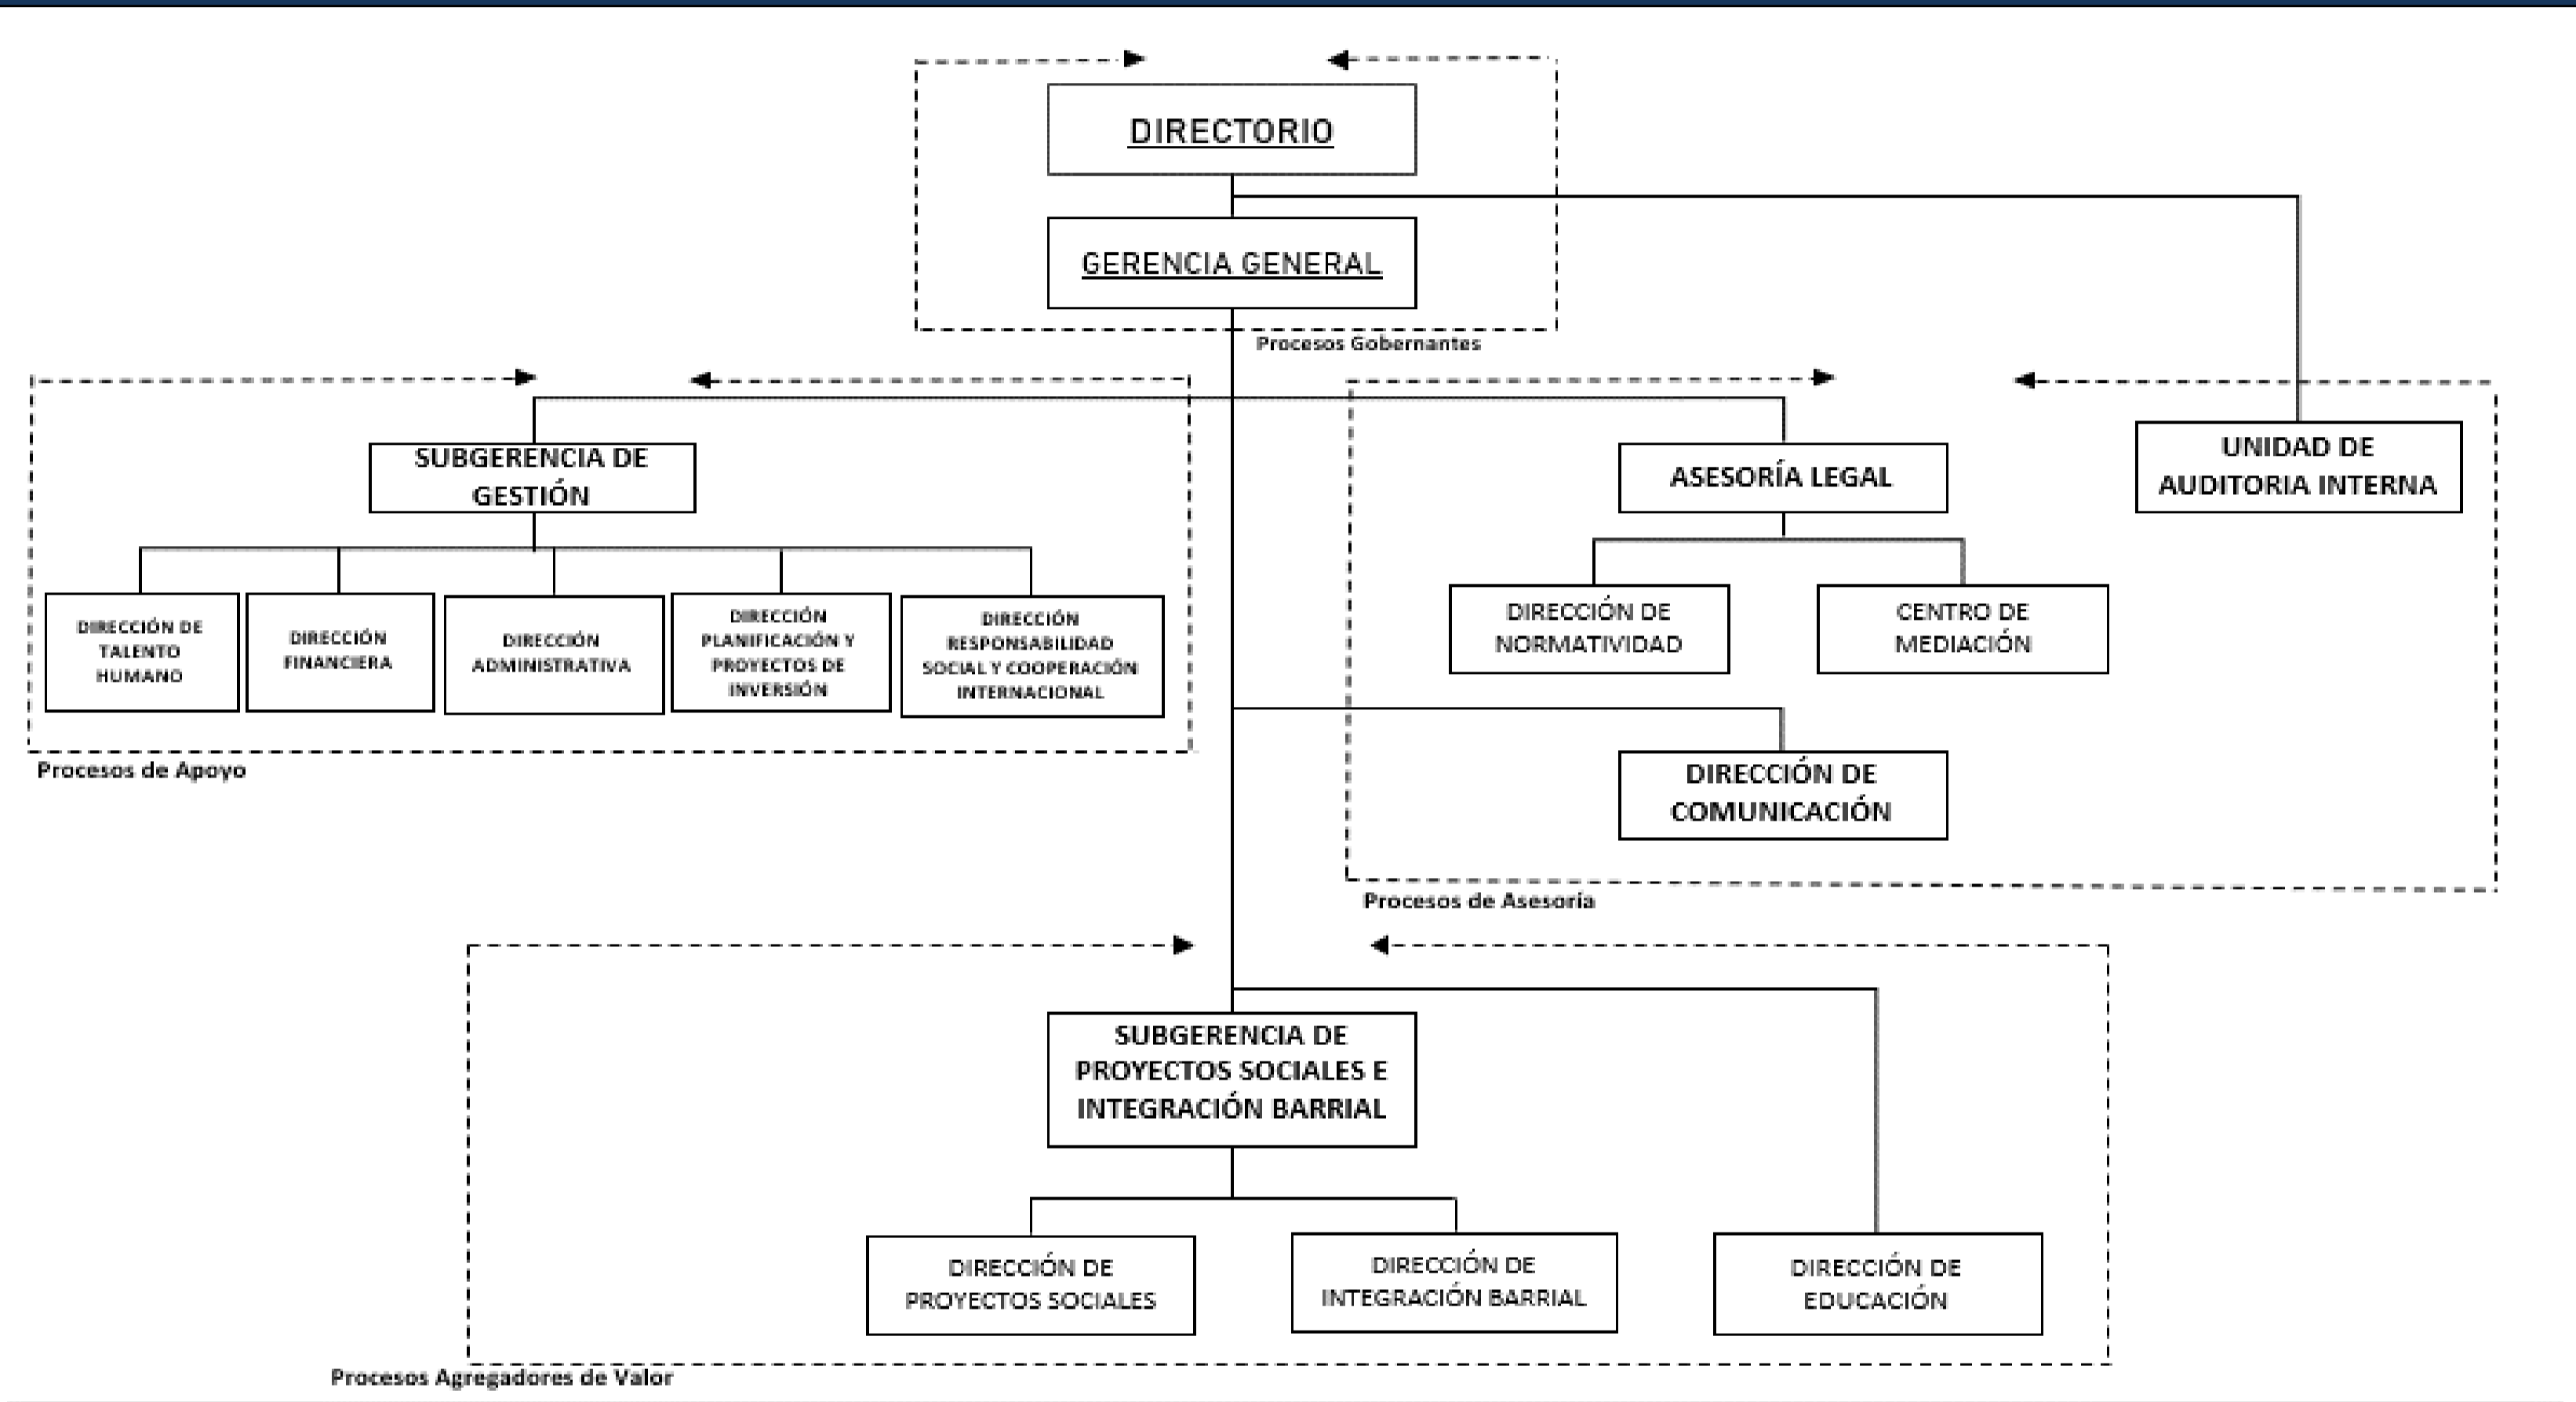 DIRECTORIO
GERENCIA GENERAL
Procesos Gobernantes
SUBGERENCIA DE
GESTIÓN
DIRECCIÓN DE
TALENTO
HUMANO
DIRECCIÓN
FINANCIERA
DIRECCIÓN
ADMINISTRATIVA
DIRECCIÓN
PLANIFICACIÓN Y
PROYECTOS DE
INVERSIÓN
DIRECCIÓN
RESPONSABILIDAD
SOCIAL Y COOPERACIÓN
INTERNACIONAL
Procesos de Apoyo
ASESORÍA LEGAL
UNIDAD DE
AUDITORIA INTERNA
DIRECCIÓN DE
NORMATIVIDAD
CENTRO DE
MEDIACIÓN
DIRECCIÓN DE
COMUNICACIÓN
Procesos de Asesoría
SUBGERENCIA DE
PROYECTOS SOCIALES E
INTEGRACIÓN BARRIAL
DIRECCIÓN DE
PROYECTOS SOCIALES
DIRECCIÓN DE
INTEGRACIÓN BARRIAL
DIRECCIÓN DE
EDUCACIÓN
Procesos Agregadores de Valor